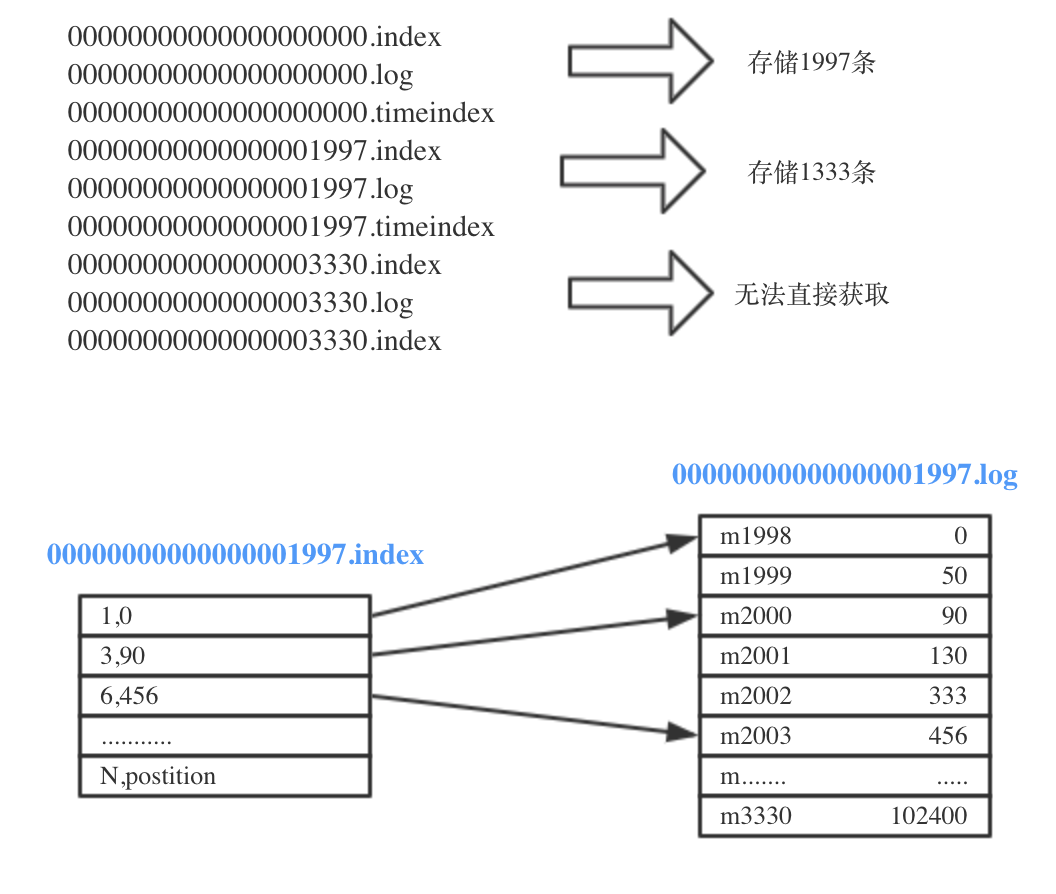 00000000000000000000.index
00000000000000000000.log
00000000000000000000.timeindex
00000000000000001997.index
00000000000000001997.log
00000000000000001997.timeindex
00000000000000003330.index
00000000000000003330.log
00000000000000003330.index
存储1997条
存储1333条
无法直接获取
00000000000000001997.index
1,0
3,90
6,456
...........
N,postition
00000000000000001997.log
m1998 0
m1999 50
m2000 90
m2001 130
m2002 333
m2003 456
m....... .....
m3330 102400